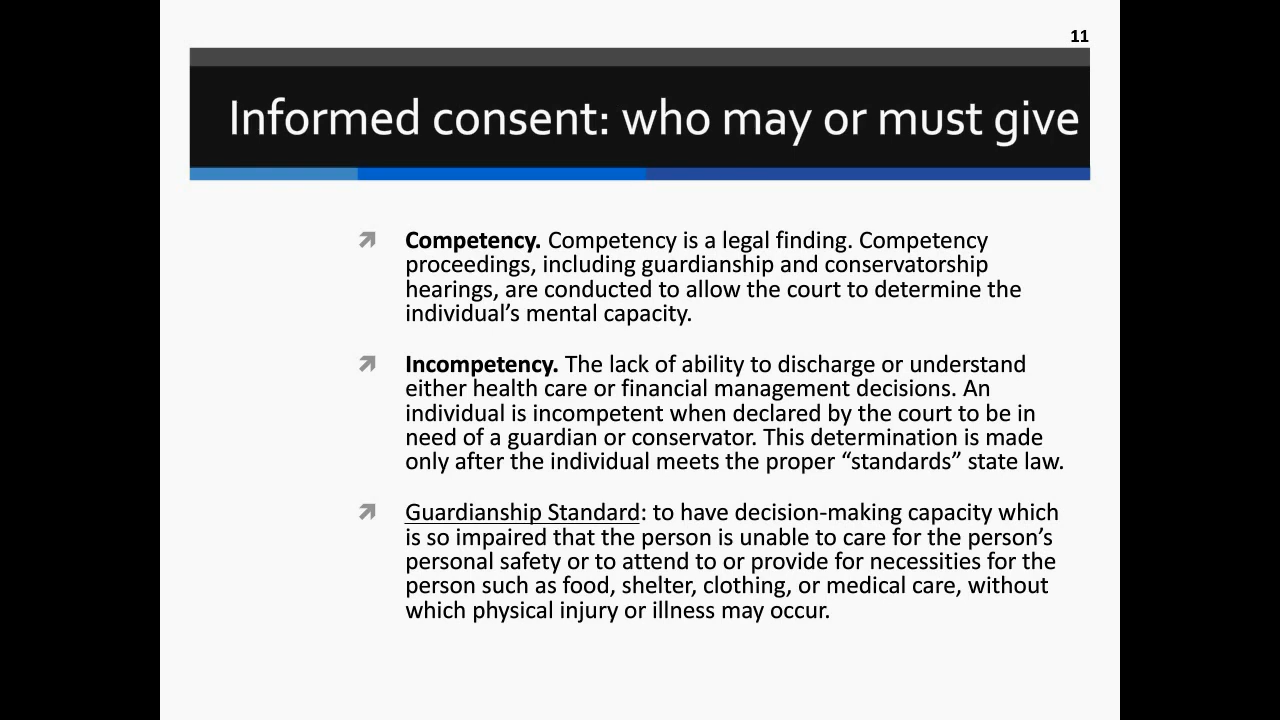 11
Informed consent: who may or must give
Competency. Competency is a legal finding. Competency
proceedings, including guardianship and conservatorship
hearings, are conducted to allow the court to determine the
individual’s mental capacity.
Incompetency. The lack of ability to discharge or understand
either health care or financial management decisions. An
individual is incompetent when declared by the court to be in
need of a guardian or conservator. This determination is made
only after the individual meets the proper “standards” state law.
Guardianship Standard: to have decision-making capacity which
is so impaired that the person is unable to care for the person’s
personal safety or to attend to or provide for necessities for the
person such as food, shelter, clothing, or medical care, without
which physical injury or illness may occur.